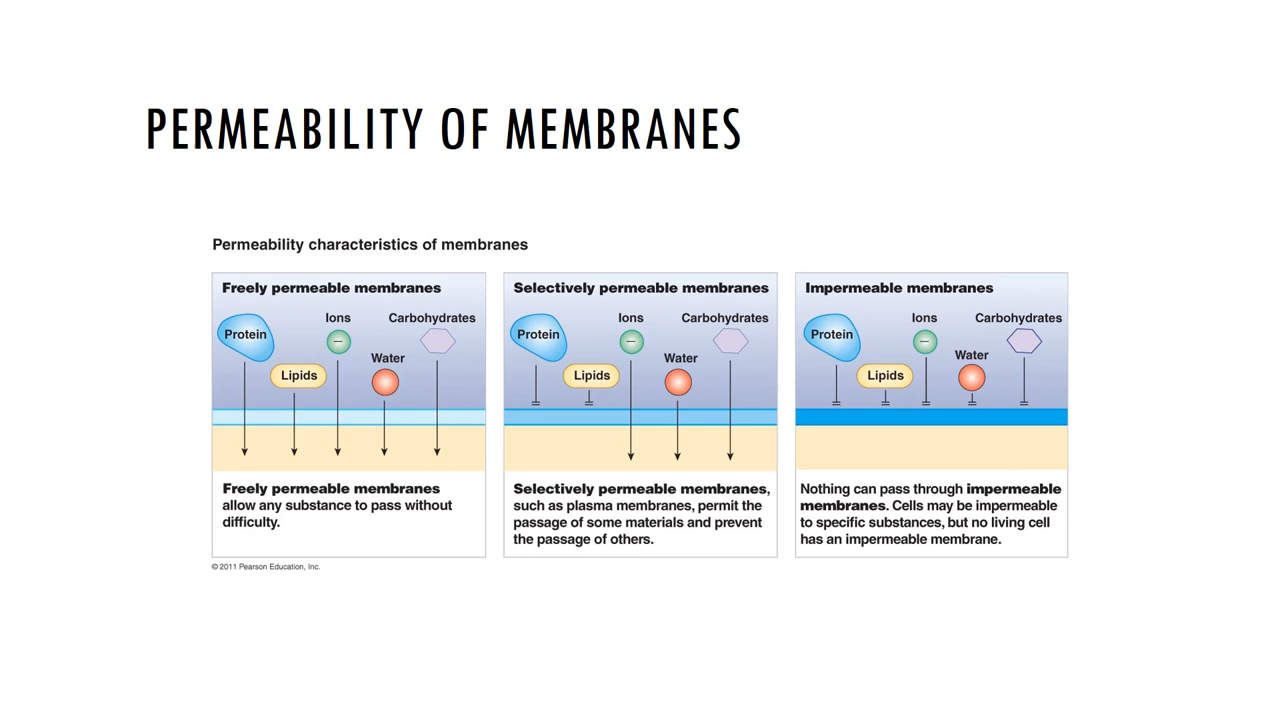 PERMEABILITY OF MEMBRANES
Permeability characteristics of membranes
Freely permeable membranes
Protein
Lipids
Ions
−
Water
Carbohydrates
Freely permeable membranes
allow any substance to pass without
difficulty.
Selectively permeable membranes
Protein
Lipids
Ions
−
Water
Carbohydrates
Selectively permeable membranes,
such as plasma membranes, permit the
passage of some materials and prevent
the passage of others.
Impermeable membranes
Protein
Lipids
Ions
−
Water
Carbohydrates
Nothing can pass through impermeable
membranes. Cells may be impermeable
to specific substances, but no living cell
has an impermeable membrane.
© 2011 Pearson Education, Inc.